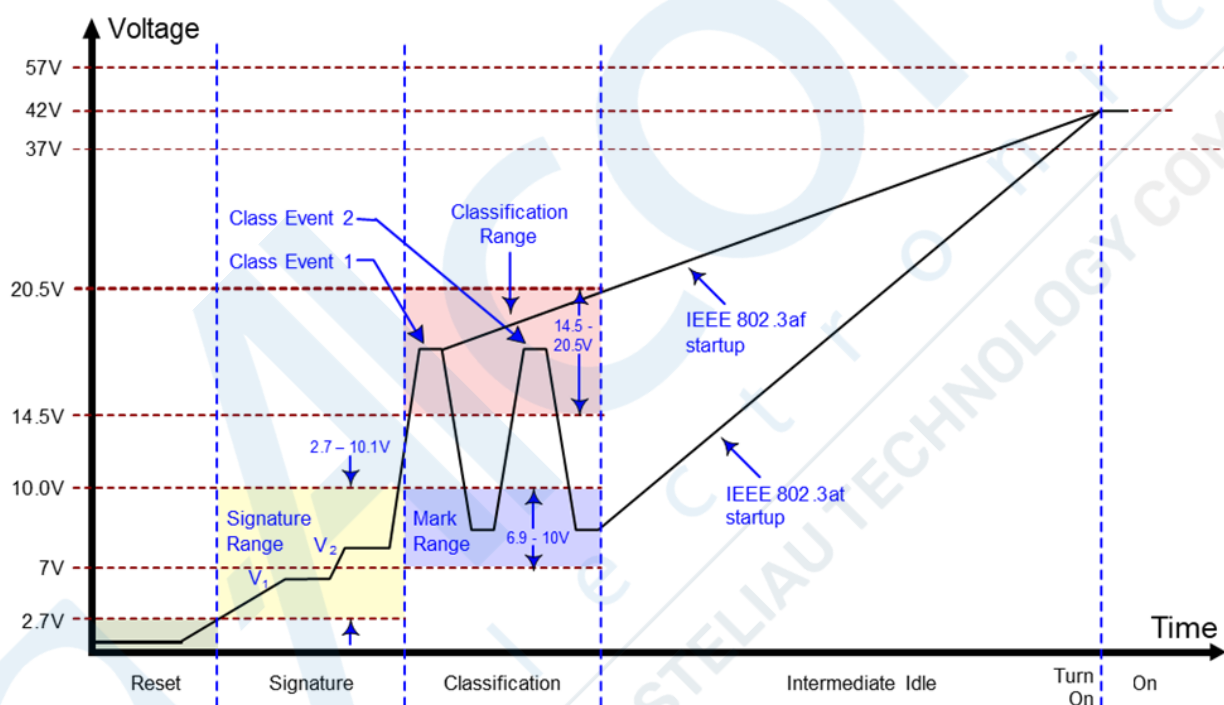 Voltage
57V
42V
37V
Class Event 2
Classification
Range
Class Event 1
20.5V
14.5 -
20.5V
IEEE 802.3af
startup
14.5V
2.7 – 10.1V
10.0V
Signature
Range
V2
V1
Mark
Range
6.9 - 10V
IEEE 802.3at
startup
7V
2.7V
Time
Reset
Signature
Classification
Intermediate Idle
Turn
On
On
STELIAU TECHNOLOGY COM